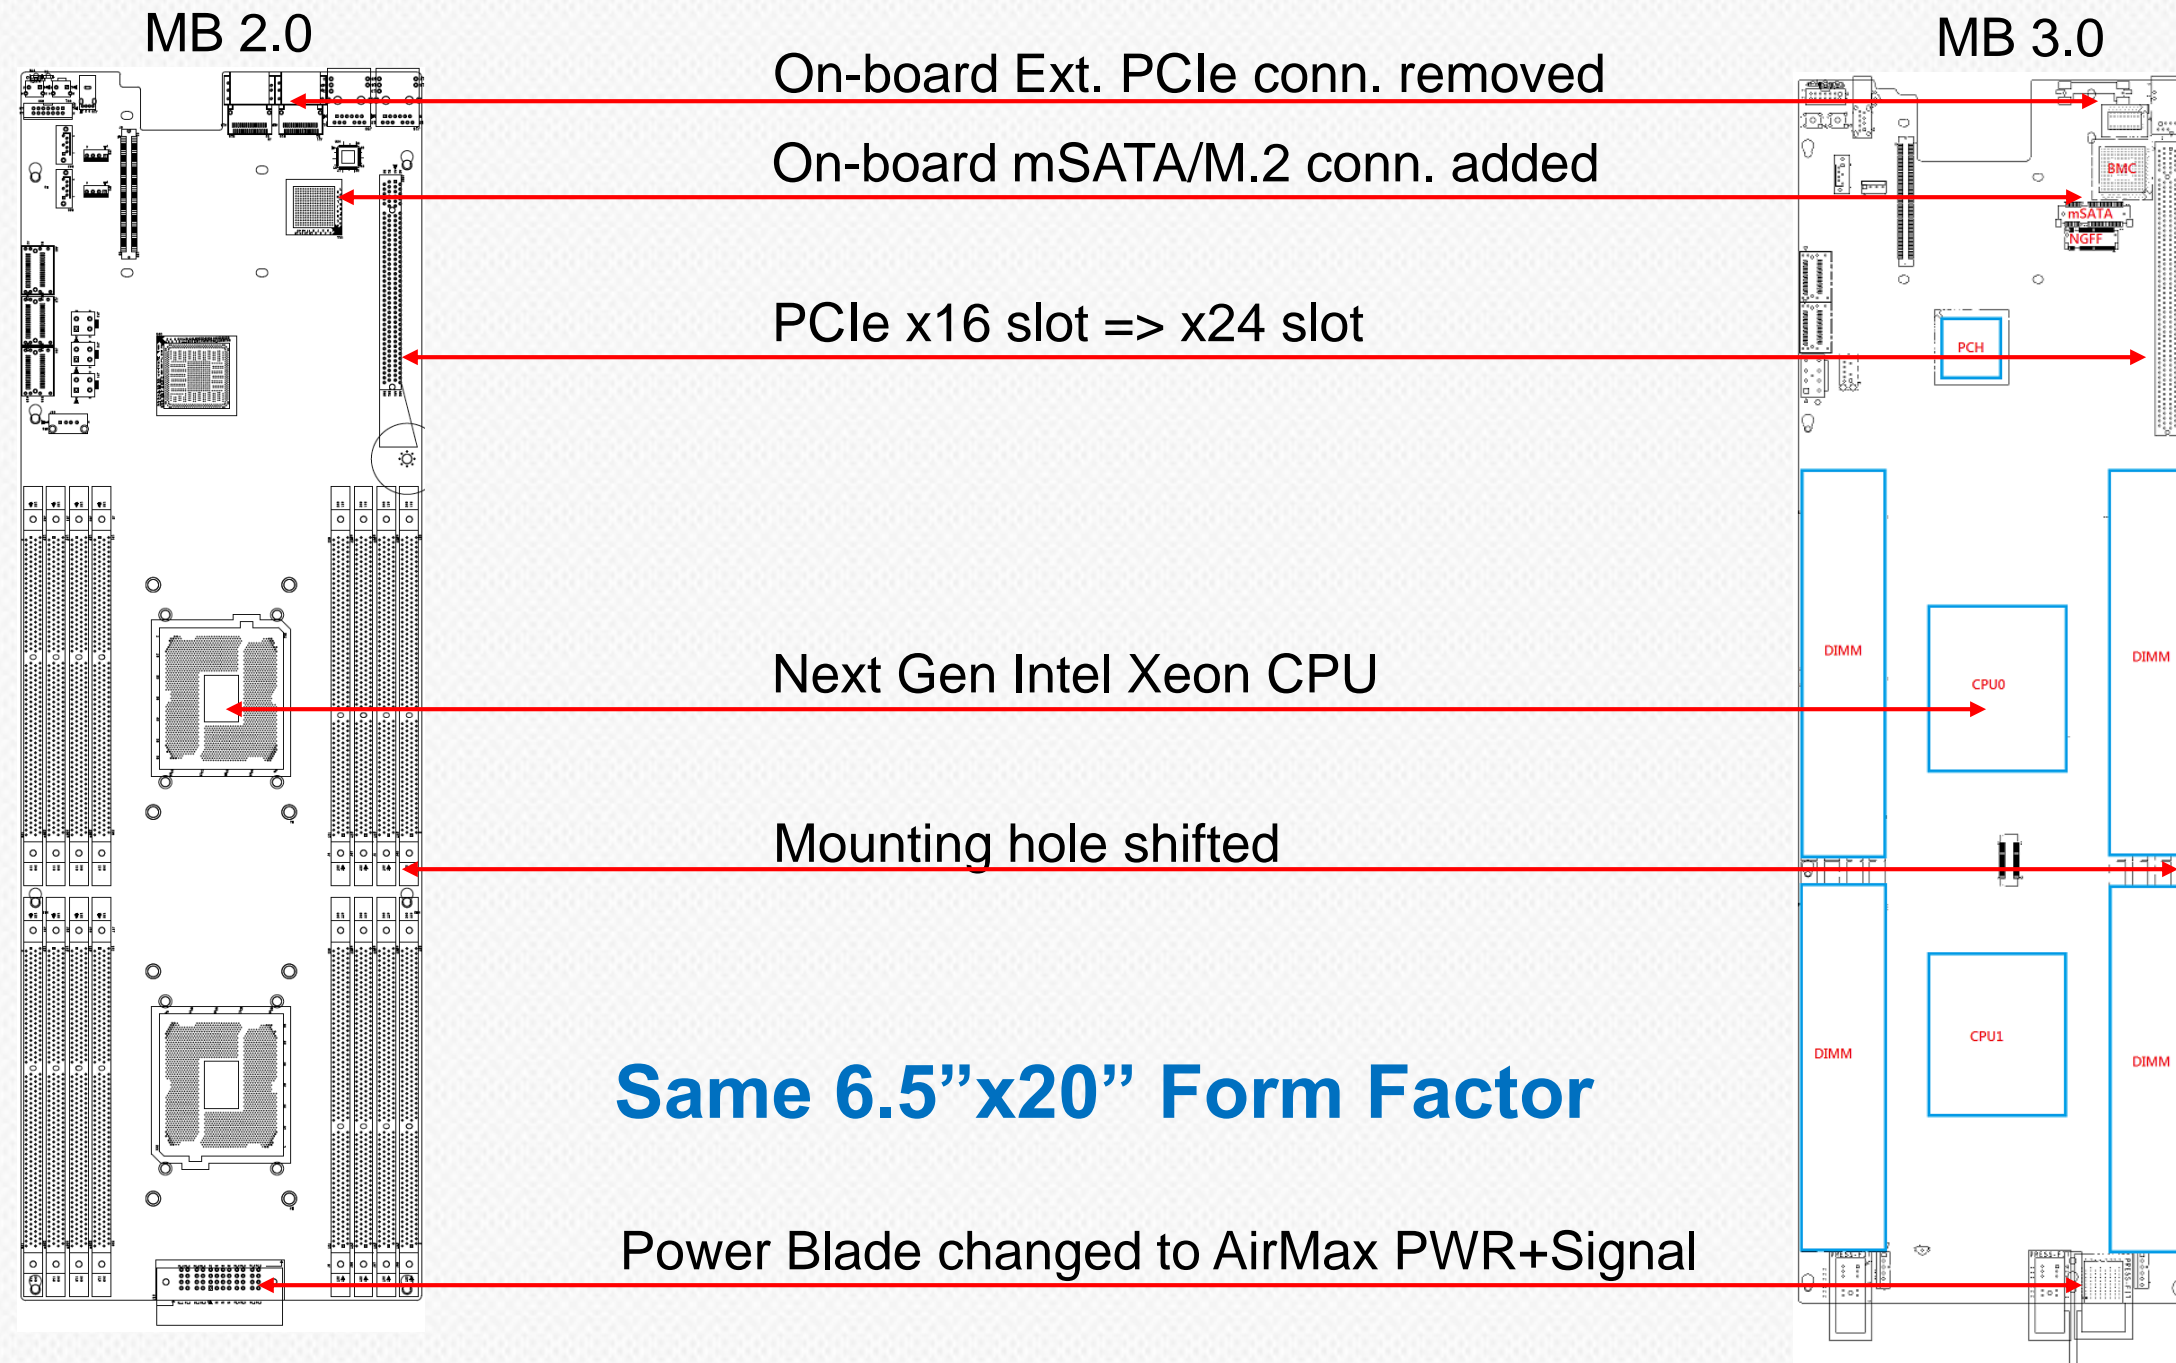 MB 2.0
MB 3.0
On-board Ext. PCIe conn. removed
On-board mSATA/M.2 conn. added
BMC
mSATA
NGFF
PCIe x16 slot => x24 slot
PCH
Next Gen Intel Xeon CPU
DIMM
DIMM
CPU0
Mounting hole shifted
CPU1
DIMM
DIMM
Same 6.5”x20” Form Factor
Power Blade changed to AirMax PWR+Signal